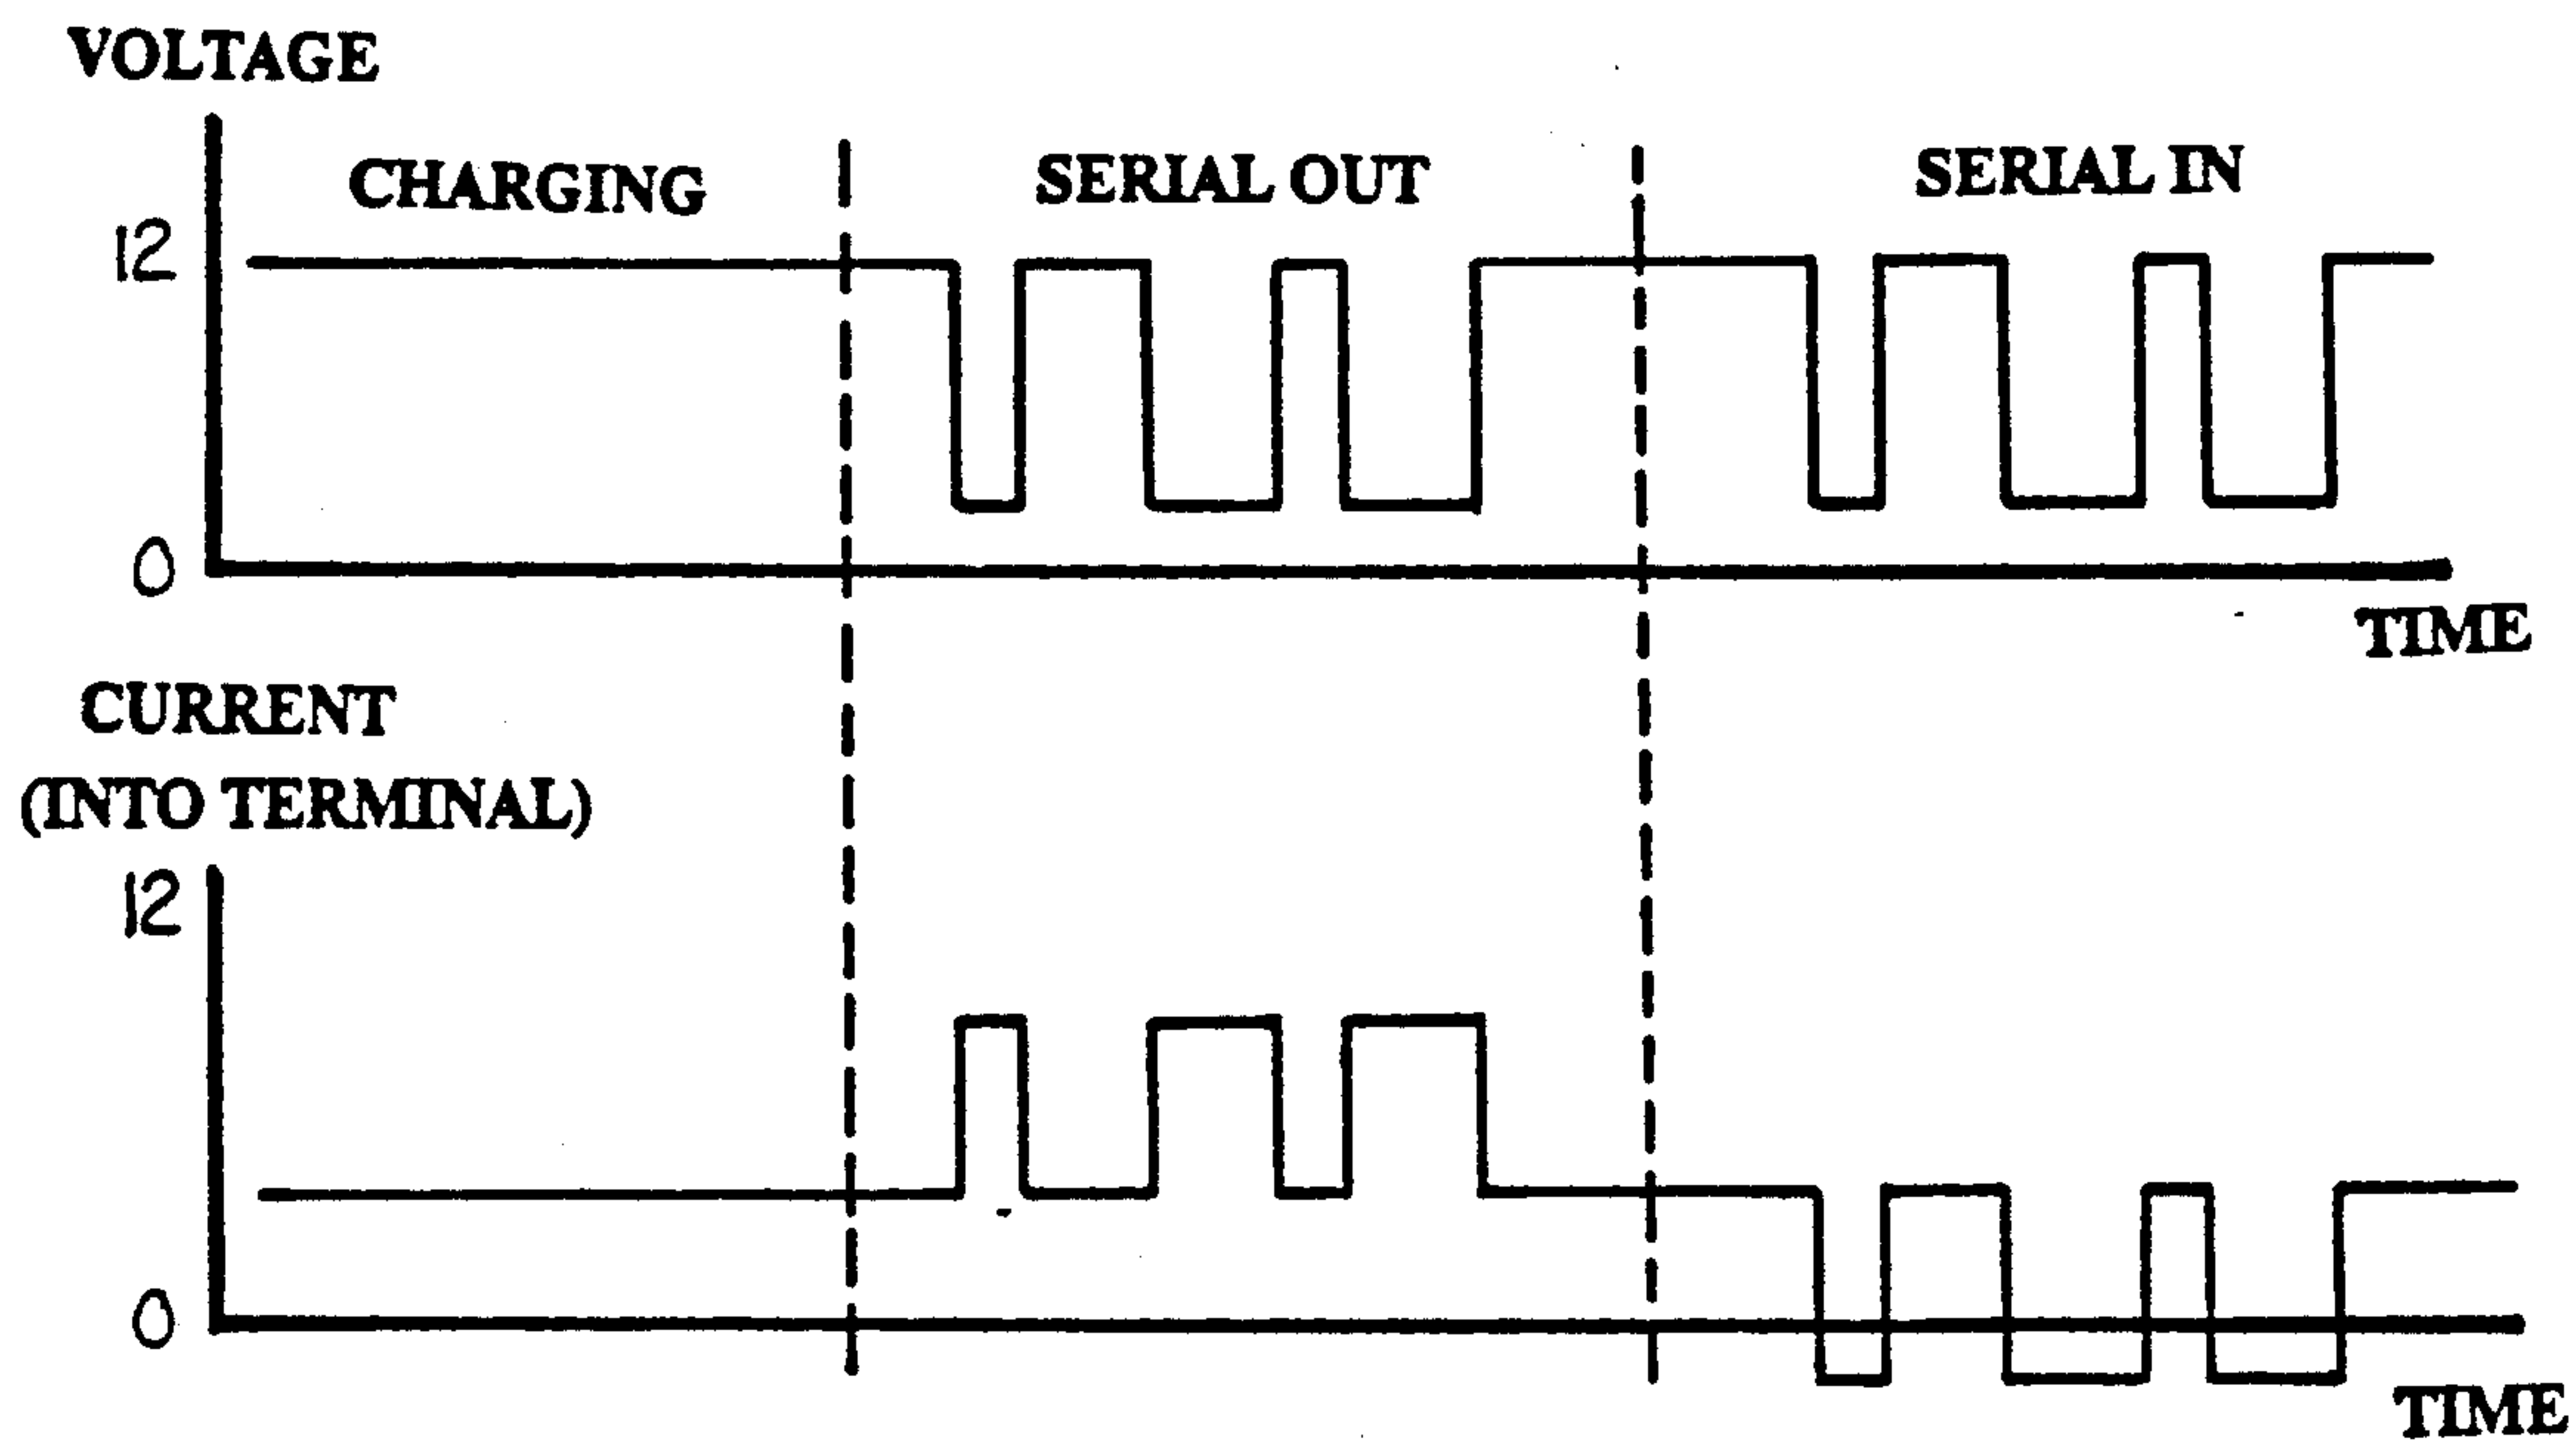 VOLTAGE
CHARGING
SERIAL OUT
SERIAL IN
12
0
TIME
CURRENT
(INTO TERMINAL)
12
0
TIME